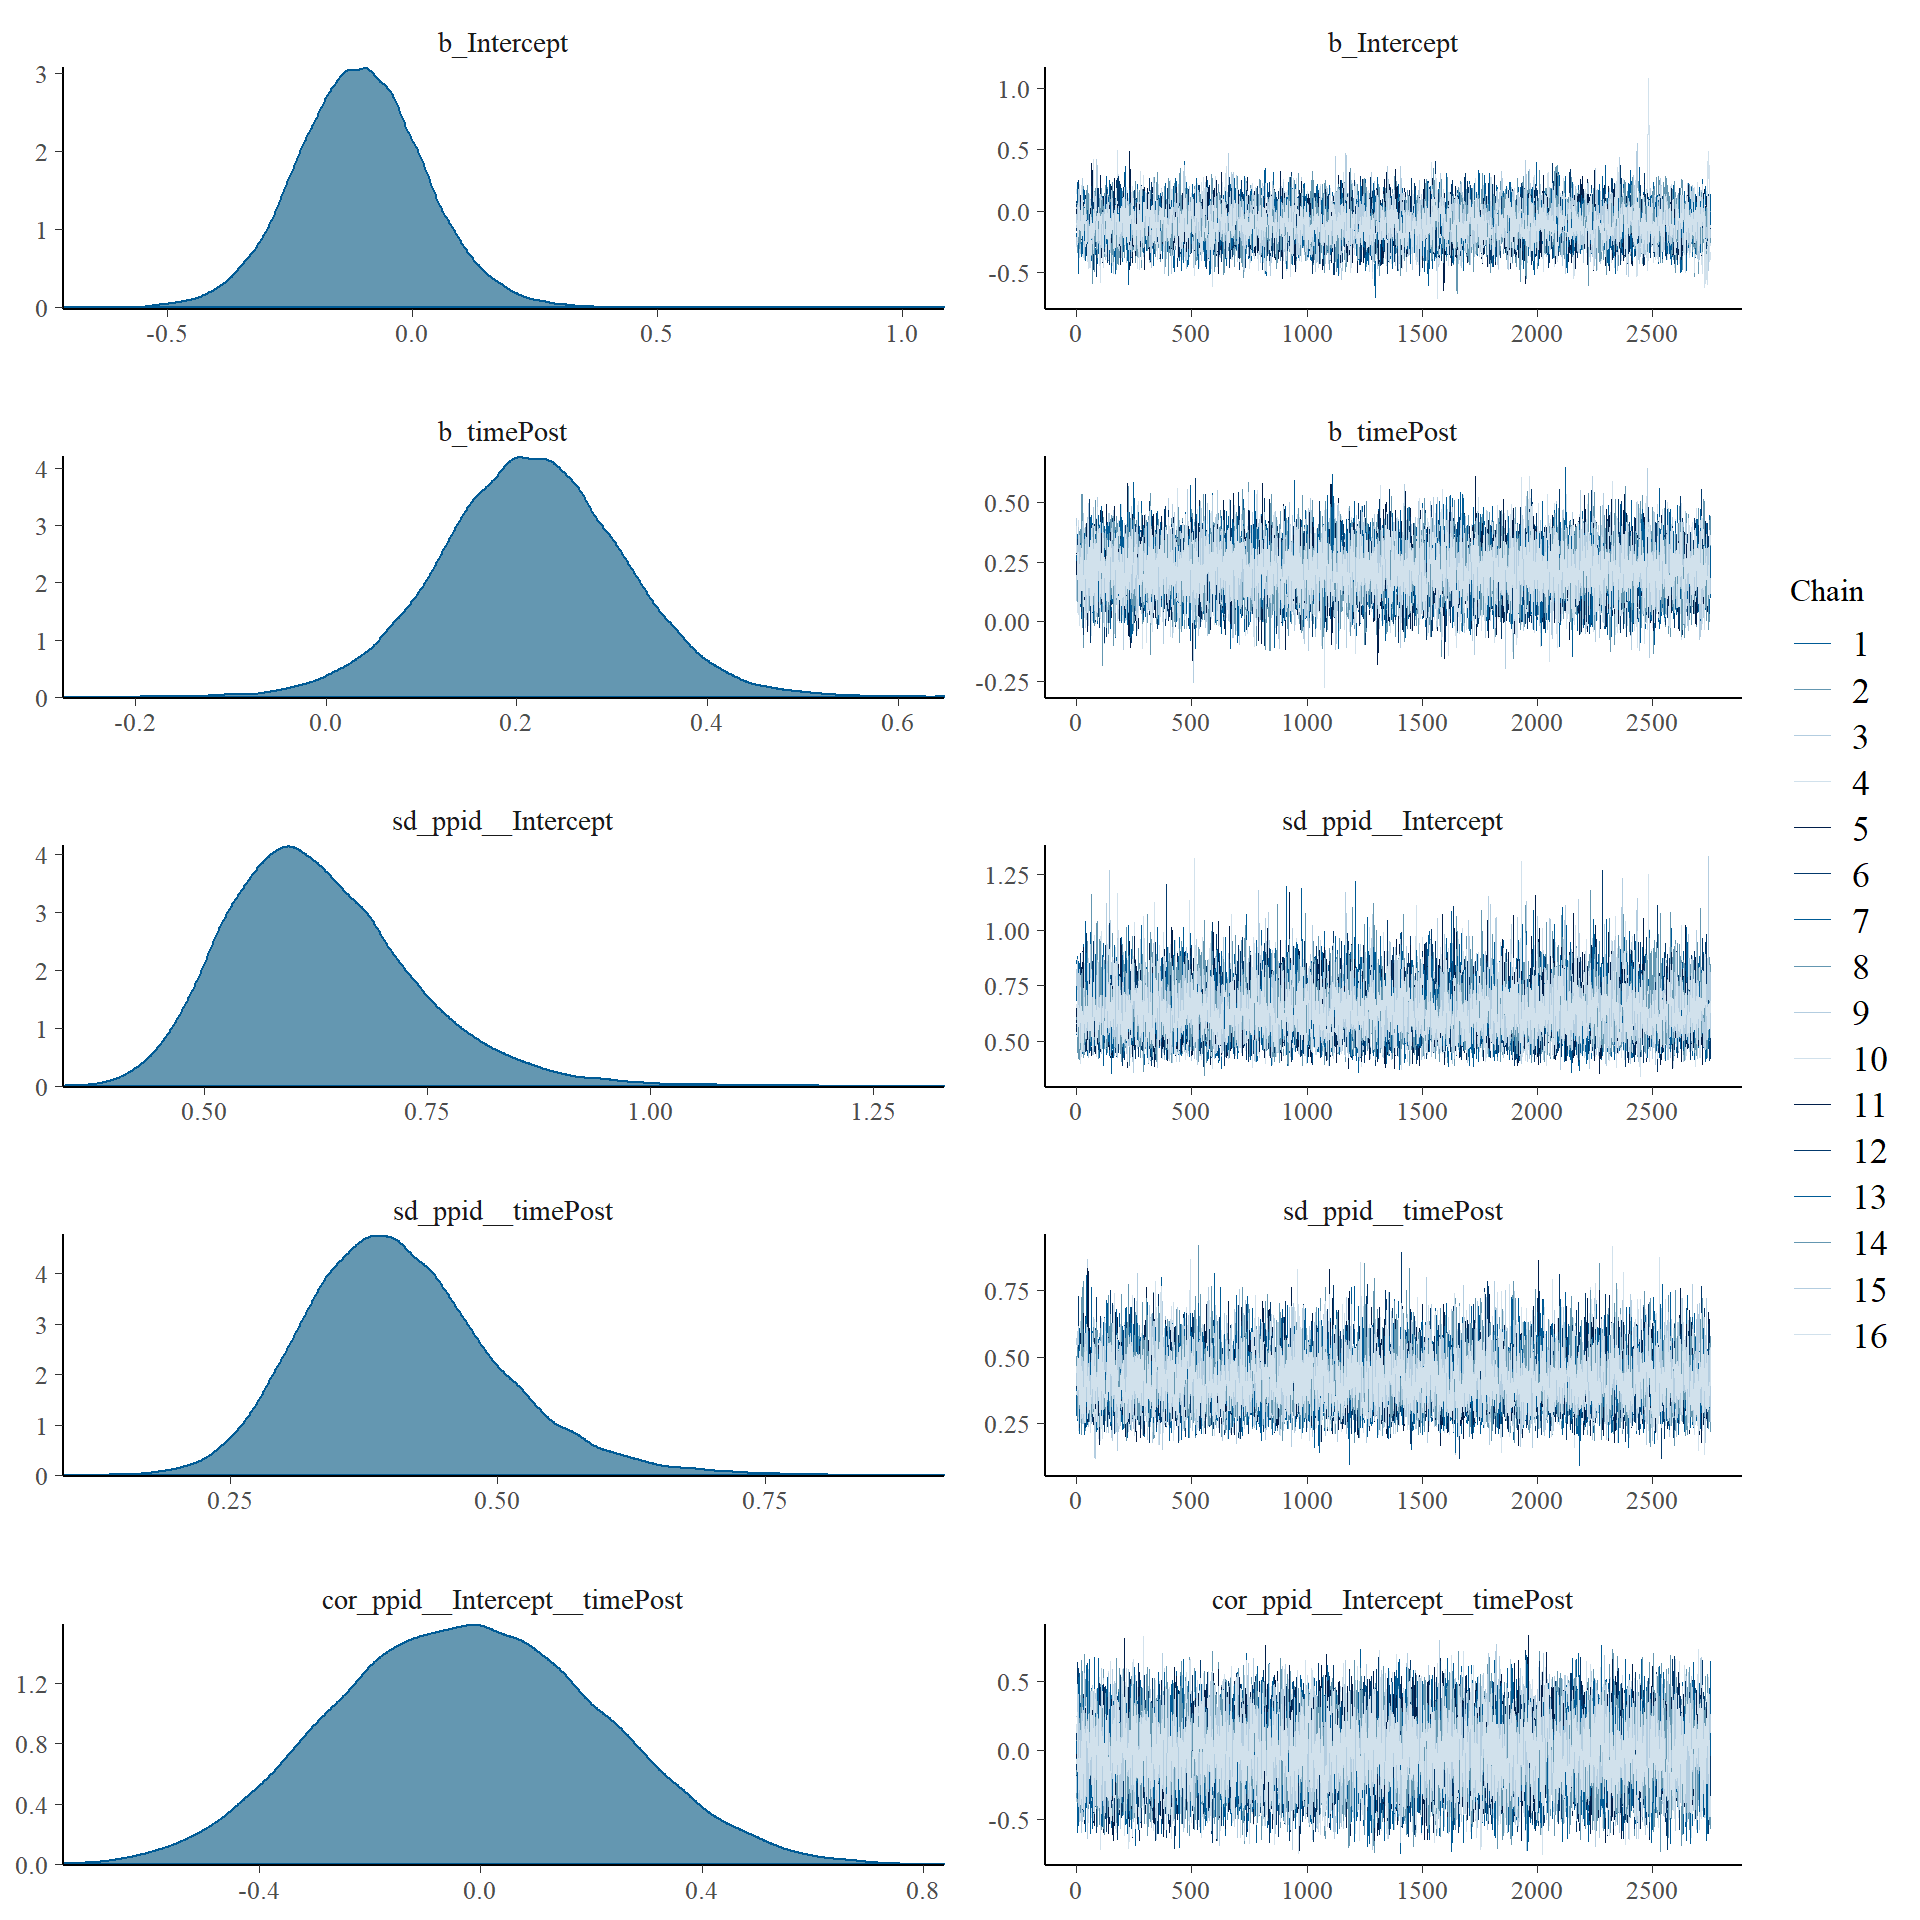 b_Intercept
3
2
1
0
-0.5 0.0 0.5 1.0
b_Intercept
1.0
0.5
0.0
-0.5
0 500 1000 1500 2000 2500
b_timePost
4
3
2
1
0
-0.2 0.0 0.2 0.4 0.6
b_timePost
0.50
0.25
0.00
-0.25
0 500 1000 1500 2000 2500
sd_ppid__Intercept
4
3
2
1
0
0.50 0.75 1.00 1.25
sd_ppid__Intercept
1.25
1.00
0.75
0.50
0 500 1000 1500 2000 2500
sd_ppid__timePost
4
3
2
1
0
0.25 0.50 0.75
sd_ppid__timePost
0.75
0.50
0.25
0 500 1000 1500 2000 2500
cor_ppid__Intercept__timePost
1.2
0.8
0.4
0.0
-0.4 0.0 0.4 0.8
cor_ppid__Intercept__timePost
0.5
0.0
-0.5
0 500 1000 1500 2000 2500
Chain
1
2
3
4
5
6
7
8
9
10
11
12
13
14
15
16